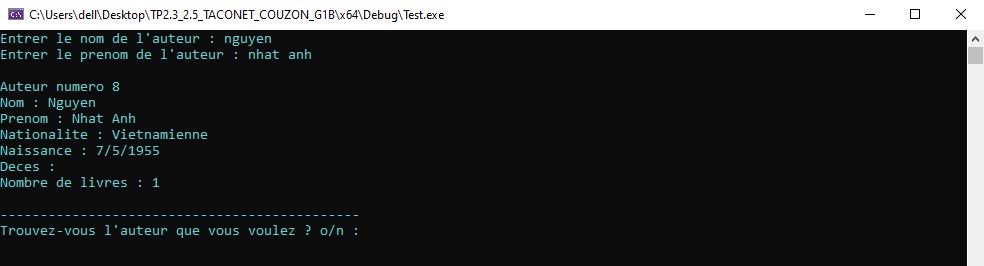 C:\Users\dell\Desktop\TP2.3_2.5_TACONET_COUZON_G1B\x64\Debug\Test.exe
Entrer le nom de l'auteur : nguyen
Entrer le prenom de l'auteur : nhat anh
Auteur numero 8
Nom : Nguyen
Prenom : Nhat Anh
Nationalite : Vietnamienne
Naissance : 7/5/1955
Deces :
Nombre de livres : 1
---------------------------------------------
Trouvez-vous l'auteur que vous voulez ? o/n :